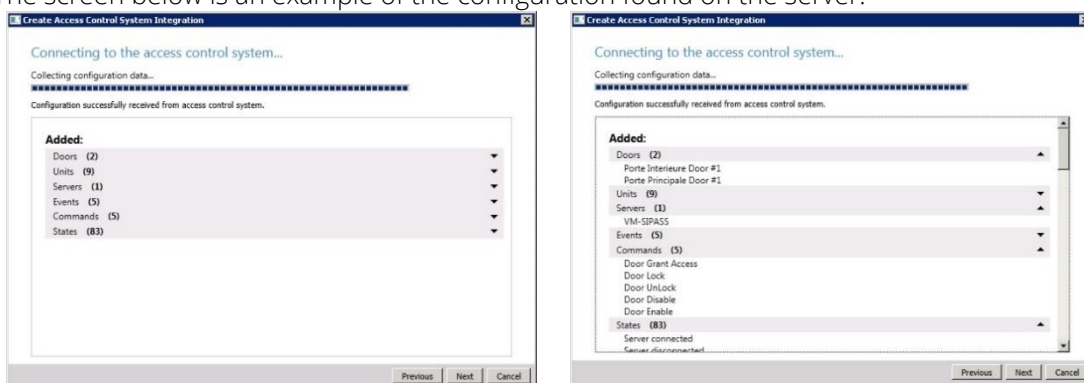 The screen below is an example of the configuration found on the server:
Create Access Control System Integration
Connecting to the access control system...
Collecting configuration data...
Configuration successfully received from access control system.
Added:
Doors (2)
Units (9)
Servers (1)
Events (5)
Commands (5)
States (83)
Previous Next Cancel
Create Access Control System Integration
Connecting to the access control system...
Collecting configuration data...
Configuration successfully received from access control system.
Added:
Doors (2)
Porte Interieure Door #1
Porte Principale Door #1
Units (9)
Servers (1)
VM-SIPASS
Events (5)
Commands (5)
Door Grant Access
Door Lock
Door UnLock
Door Disable
Door Enable
States (83)
Server connected
Server disconnected
Previous Next Cancel